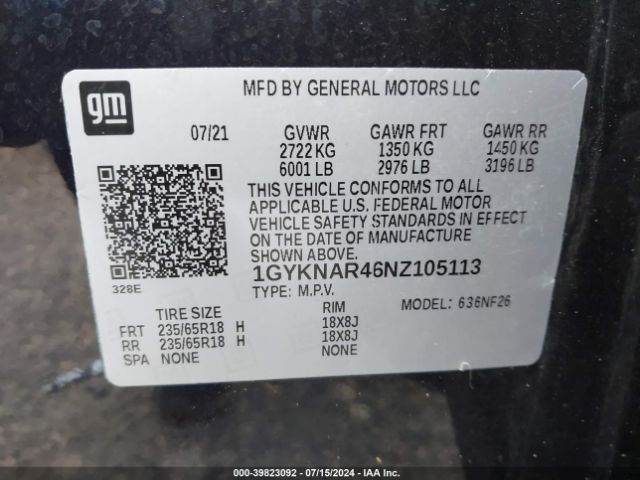 gm
MFD BY GENERAL MOTORS LLC
07/21 GVWR GAWR FRT GAWR RR
2722 KG 1350 KG 1450 KG
6001 LB 2976 LB 3196 LB
THIS VEHICLE CONFORMS TO ALL
APPLICABLE U.S. FEDERAL MOTOR
VEHICLE SAFETY STANDARDS IN EFFECT
ON THE DATE OF MANUFACTURE
SHOWN ABOVE.
1GYKNAR46NZ105113
328E
TYPE: M.P.V. MODEL: 636NF26
TIRE SIZE RIM
FRT 235/65R18 H 18X8J
RR 235/65R18 H 18X8J
SPA NONE NONE
000-39823092 - 07/15/2024 - IAA Inc.